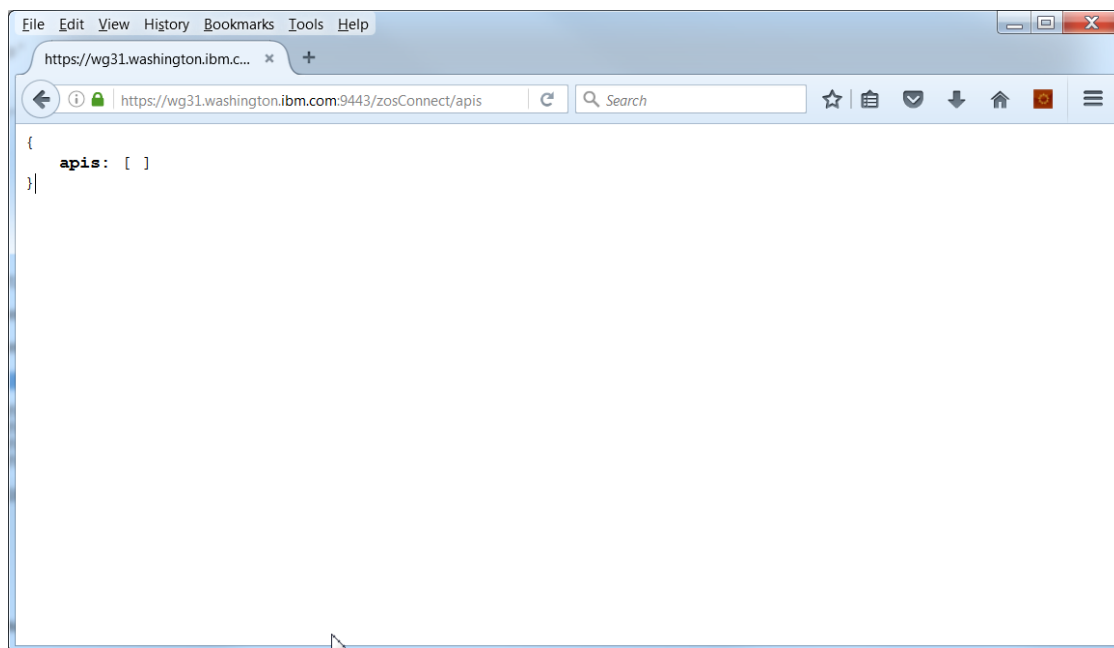 File Edit View History Bookmarks Tools Help
https://wg31.washington.ibm.c... × +
https://wg31.washington.ibm.com:9443/zosConnect/apis Search
{
apis: [ ]
}